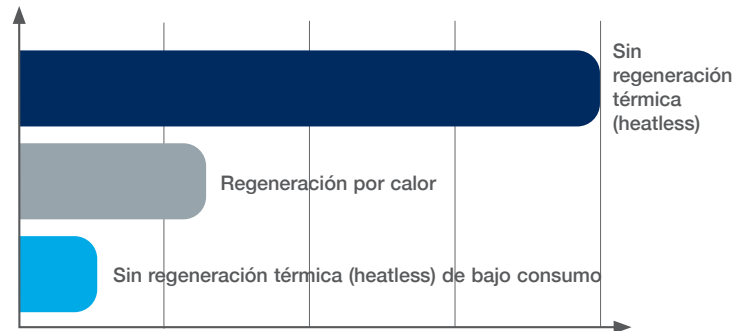 Sin
regeneración
térmica
(heatless)
Regeneración por calor
Sin regeneración térmica (heatless) de bajo consumo